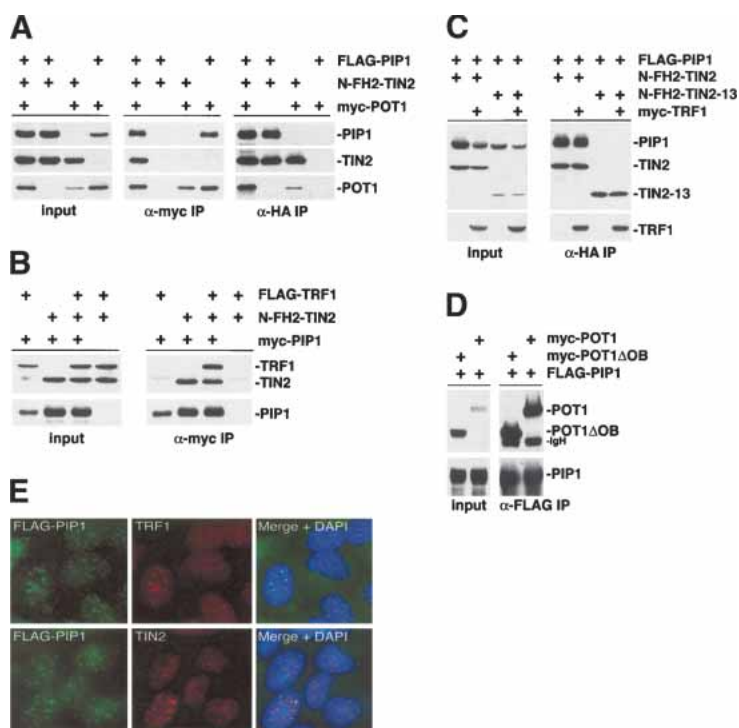 A
+ + + FLAG-PIP1
+ + + N-FH2-TIN2
+ + + myc-POT1
-PIP1
-TIN2
-POT1
input
α-myc IP
α-HA IP
B
+ + + FLAG-TRF1
+ + + N-FH2-TIN2
+ + + myc-PIP1
-TRF1
-TIN2
-PIP1
input
α-myc IP
C
+ + + + + + + + FLAG-PIP1
+ + + + N-FH2-TIN2
+ + + + N-FH2-TIN2-13
+ + + + myc-TRF1
-PIP1
-TIN2
-TIN2-13
-TRF1
Input
α-HA IP
D
+ + myc-POT1
+ + myc-POT1ΔOB
+ + + + FLAG-PIP1
-POT1
-POT1ΔOB
-IgH
-PIP1
input
α-FLAG IP
E
FLAG-PIP1
TRF1
Merge + DAPI
FLAG-PIP1
TIN2
Merge + DAPI